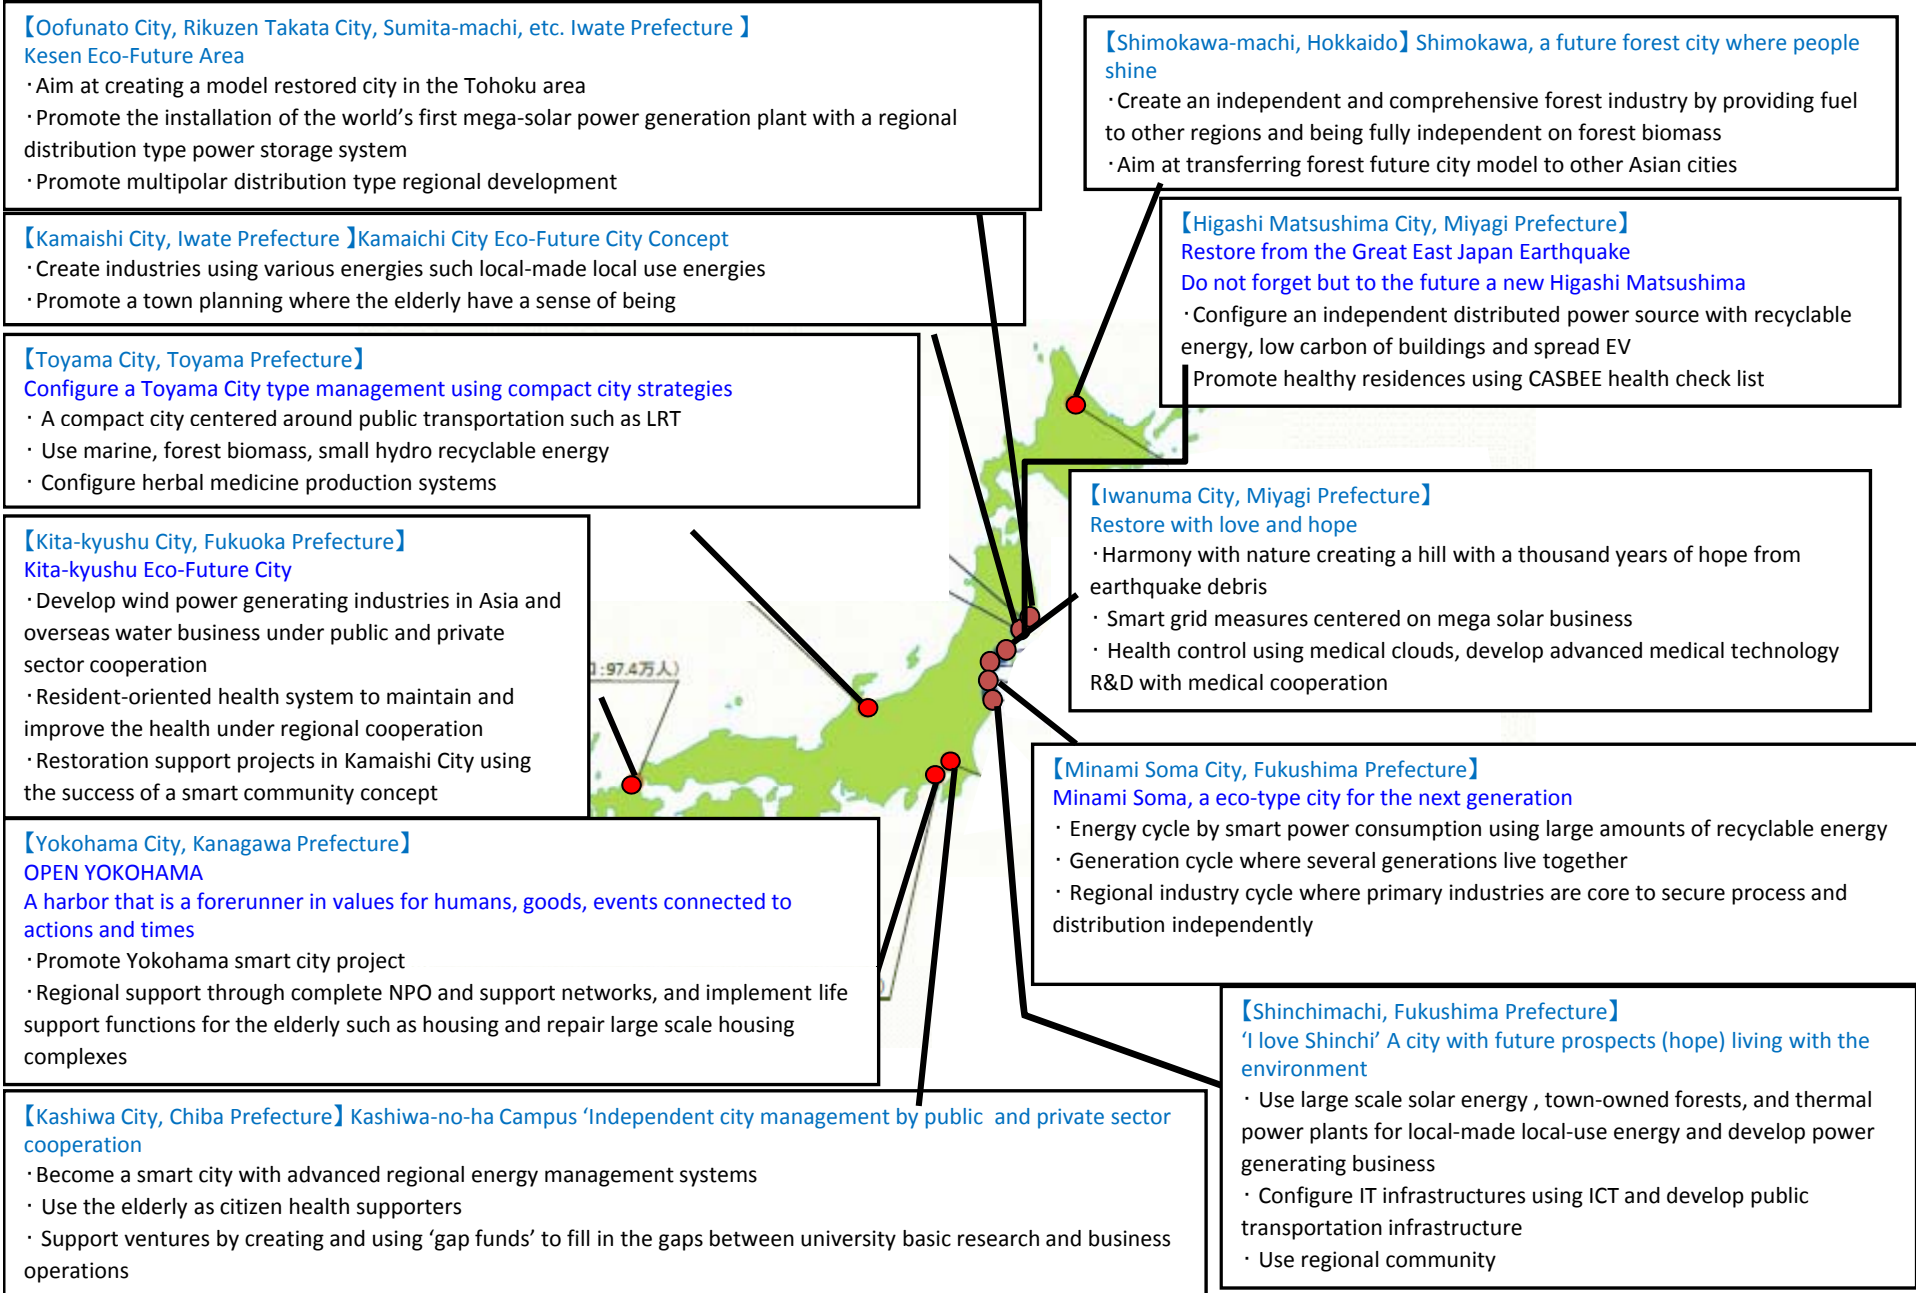 【Oofunato City, Rikuzen Takata City, Sumita-machi, etc. Iwate Prefecture 】
Kesen Eco-Future Area
・Aim at creating a model restored city in the Tohoku area
・Promote the installation of the world’s first mega-solar power generation plant with a regional
distribution type power storage system
・Promote multipolar distribution type regional development
【Kamaishi City, Iwate Prefecture 】Kamaichi City Eco-Future City Concept
・Create industries using various energies such local-made local use energies
・Promote a town planning where the elderly have a sense of being
【Toyama City, Toyama Prefecture】
Configure a Toyama City type management using compact city strategies
・ A compact city centered around public transportation such as LRT
・ Use marine, forest biomass, small hydro recyclable energy
・ Configure herbal medicine production systems
【Kita-kyushu City, Fukuoka Prefecture】
Kita-kyushu Eco-Future City
・Develop wind power generating industries in Asia and
overseas water business under public and private
sector cooperation
・Resident-oriented health system to maintain and
improve the health under regional cooperation
・Restoration support projects in Kamaishi City using
the success of a smart community concept
:97.4万人)
【Yokohama City, Kanagawa Prefecture】
OPEN YOKOHAMA
A harbor that is a forerunner in values for humans, goods, events connected to
actions and times
・Promote Yokohama smart city project
・Regional support through complete NPO and support networks, and implement life
support functions for the elderly such as housing and repair large scale housing
complexes
【Kashiwa City, Chiba Prefecture】 Kashiwa-no-ha Campus ‘Independent city management by public  and private sector
cooperation
・Become a smart city with advanced regional energy management systems
・ Use the elderly as citizen health supporters
・ Support ventures by creating and using ‘gap funds’ to fill in the gaps between university basic research and business
operations
【Shimokawa-machi, Hokkaido】 Shimokawa, a future forest city where people
shine
・Create an independent and comprehensive forest industry by providing fuel
to other regions and being fully independent on forest biomass
・Aim at transferring forest future city model to other Asian cities
【Higashi Matsushima City, Miyagi Prefecture】
Restore from the Great East Japan Earthquake
Do not forget but to the future a new Higashi Matsushima
・Configure an independent distributed power source with recyclable
energy, low carbon of buildings and spread EV
Promote healthy residences using CASBEE health check list
【Iwanuma City, Miyagi Prefecture】
Restore with love and hope
・Harmony with nature creating a hill with a thousand years of hope from
earthquake debris
・ Smart grid measures centered on mega solar business
・ Health control using medical clouds, develop advanced medical technology
R&D with medical cooperation
【Minami Soma City, Fukushima Prefecture】
Minami Soma, a eco-type city for the next generation
・ Energy cycle by smart power consumption using large amounts of recyclable energy
・ Generation cycle where several generations live together
・ Regional industry cycle where primary industries are core to secure process and
distribution independently
【Shinchimachi, Fukushima Prefecture】
‘I love Shinchi’ A city with future prospects (hope) living with the
environment
・ Use large scale solar energy , town-owned forests, and thermal
power plants for local-made local-use energy and develop power
generating business
・ Configure IT infrastructures using ICT and develop public
transportation infrastructure
・ Use regional community